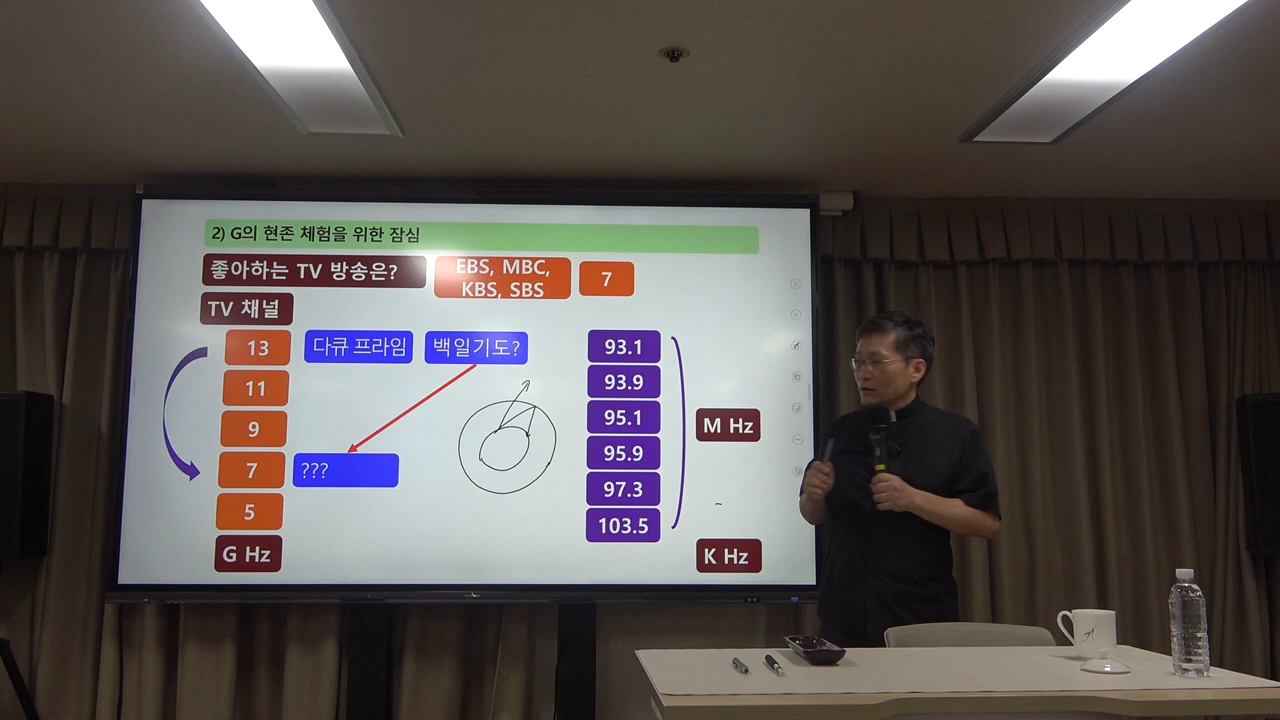 2) G의 현존 체험을 위한 잠심
좋아하는 TV 방송은?
EBS, MBC,
KBS, SBS
7
TV 채널
13
다큐 프라임
백일기도?
11
9
7
???
5
G Hz
93.1
93.9
95.1
95.9
97.3
103.5
M Hz
K Hz